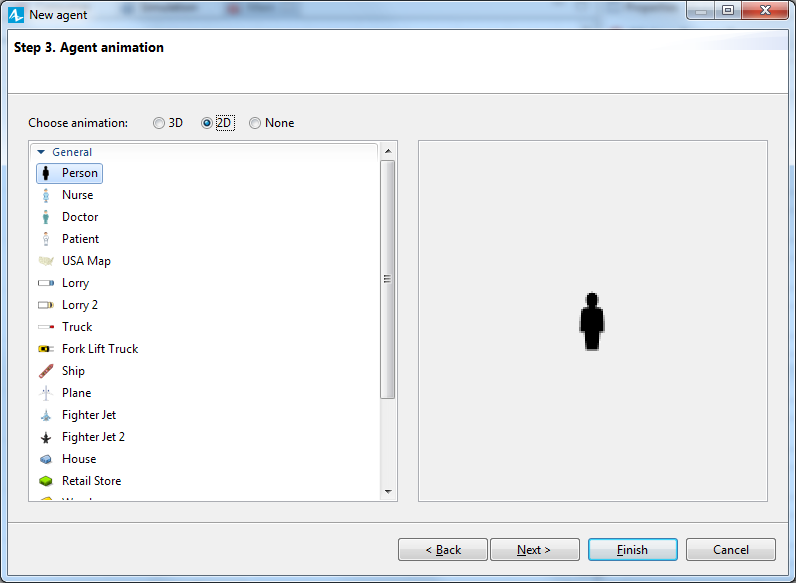 New agent
Step 3. Agent animation
Choose animation: 3D 2D None
General
Person
Nurse
Doctor
Patient
USA Map
Lorry
Lorry 2
Truck
Fork Lift Truck
Ship
Plane
Fighter Jet
Fighter Jet 2
House
Retail Store
< Back Next > Finish Cancel